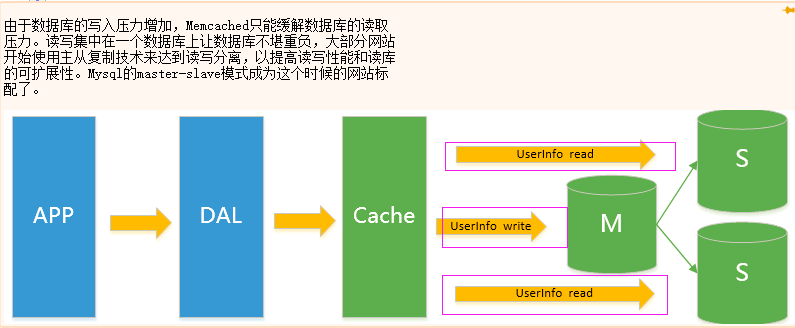 由于数据库的写入压力增加，Memcached只能缓解数据库的读取
压力。读写集中在一个数据库上让数据库不堪重负，大部分网站
开始使用主从复制技术来达到读写分离，以提高读写性能和读库
的可扩展性。Mysql的master-slave模式成为这个时候的网站标
配了。
APP
DAL
Cache
UserInfo read
UserInfo write
UserInfo read
M
S
S